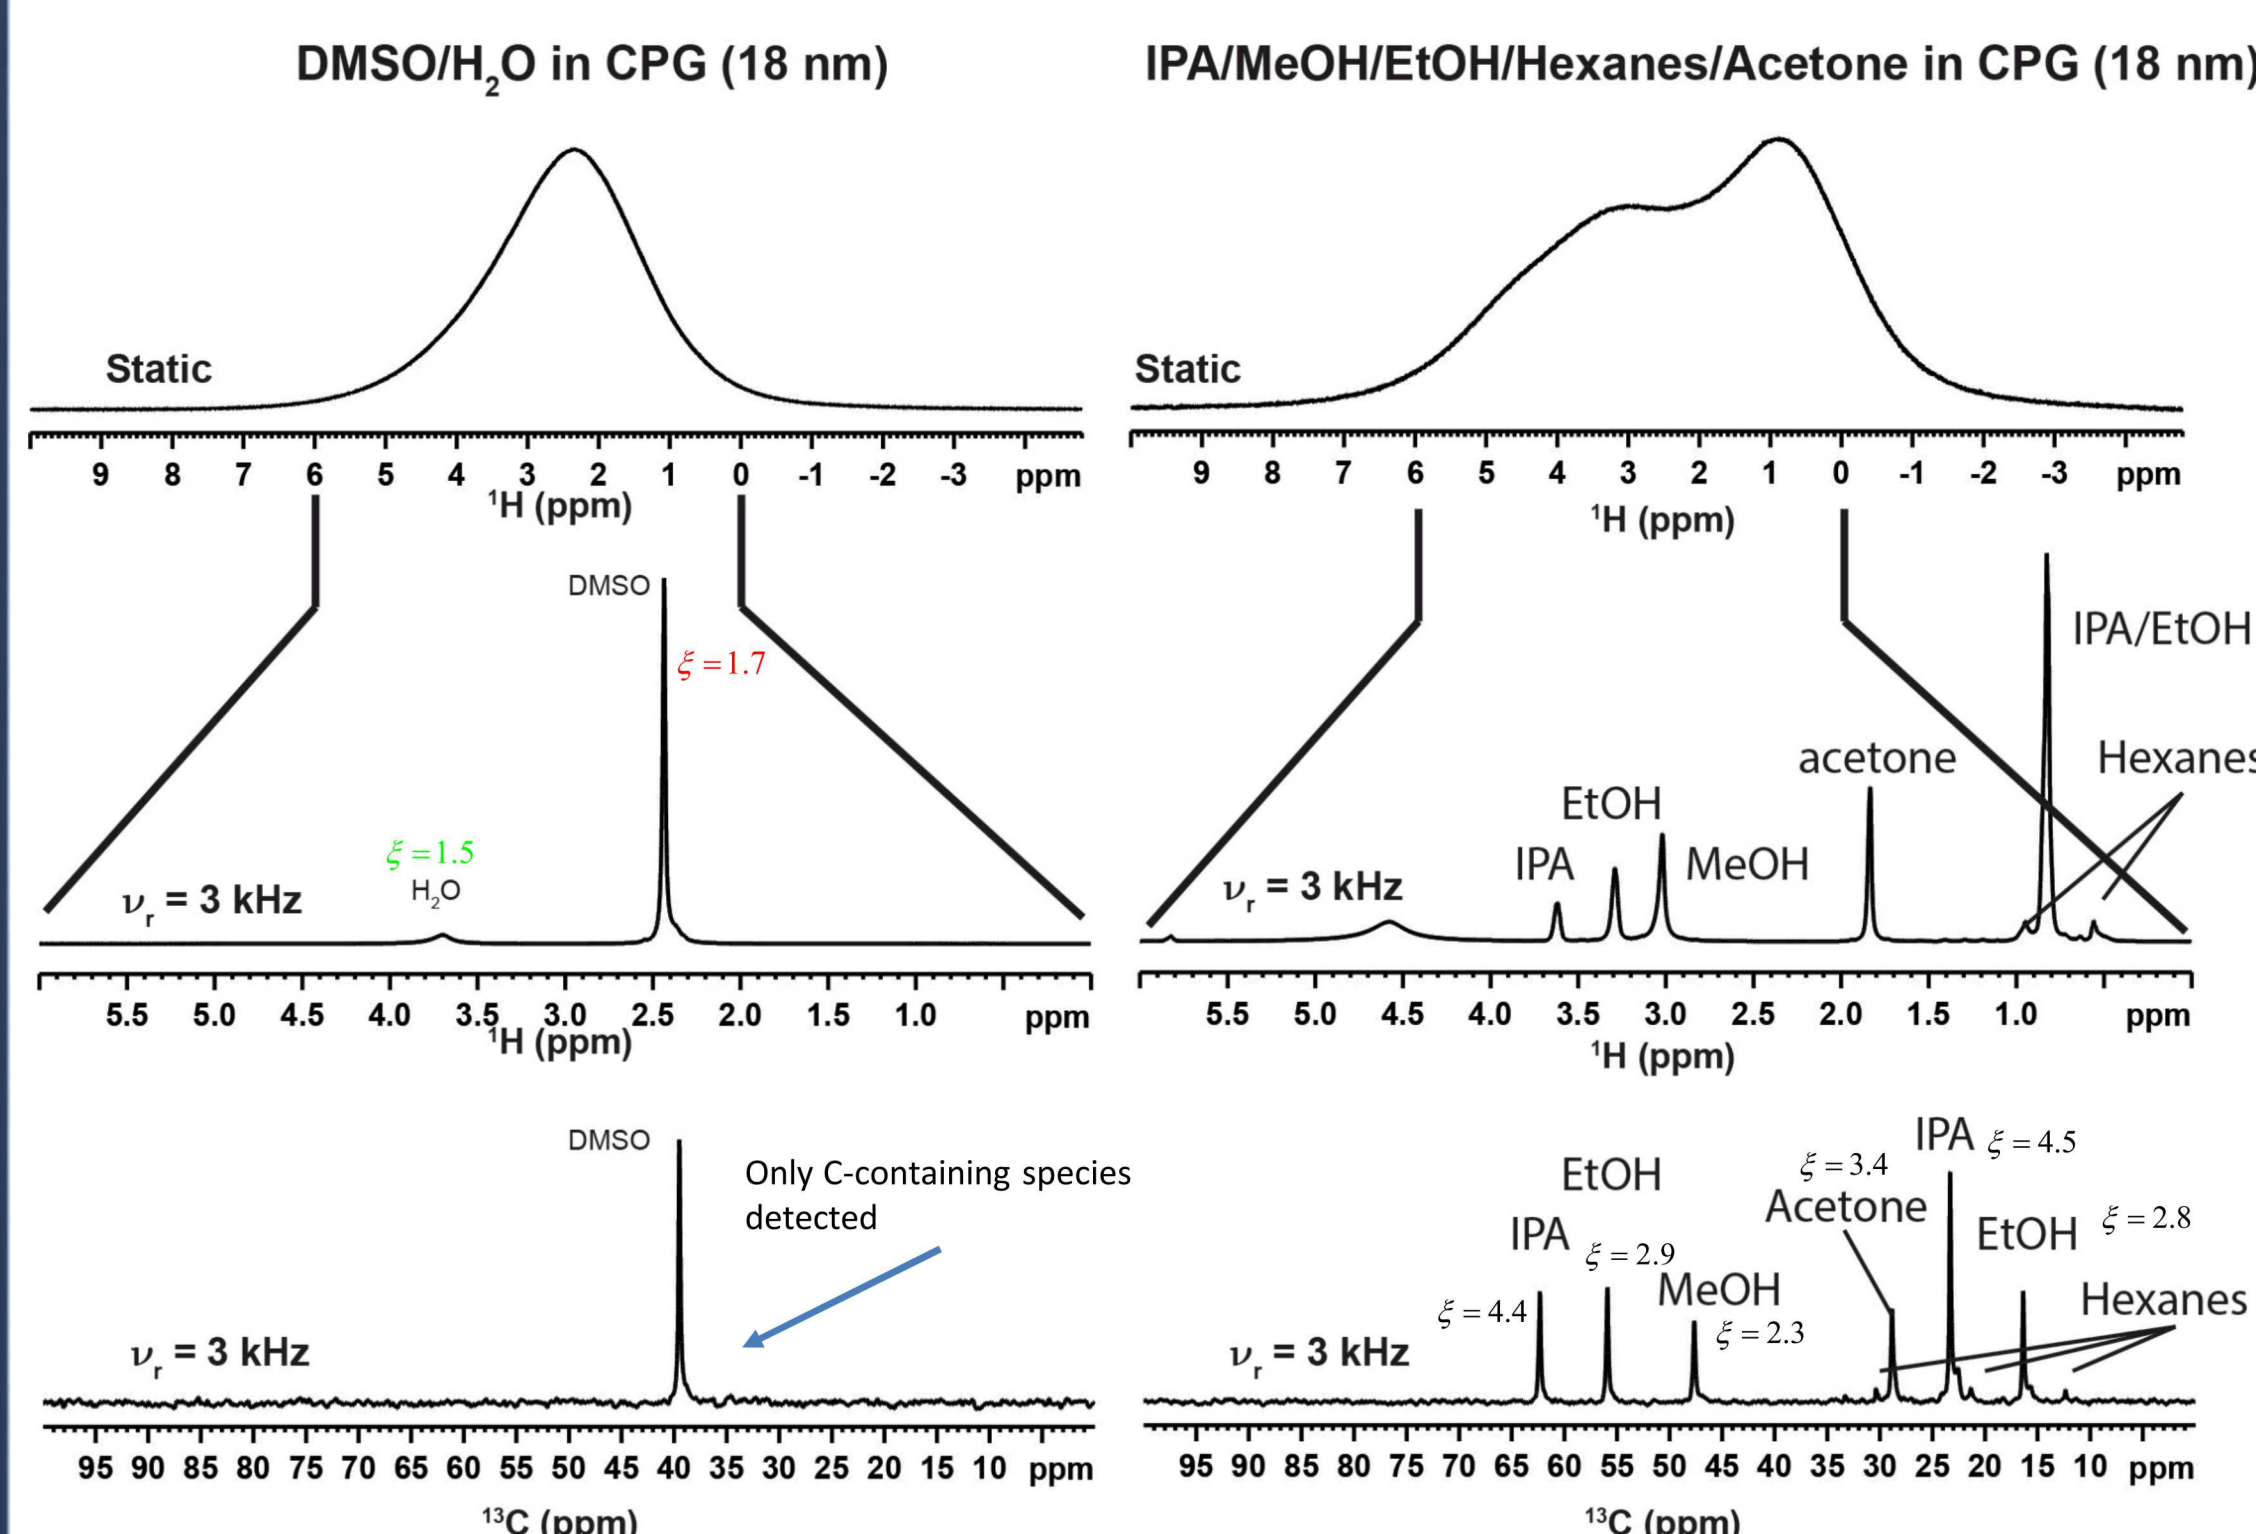 DMSO/H2O in CPG (18 nm)
Static
9 8 7 6 5 4 3 2 1 0 -1 -2 -3 ppm
¹H (ppm)
DMSO
ξ = 1.7
ξ = 1.5
H2O
νr = 3 kHz
5.5 5.0 4.5 4.0 3.5 3.0 2.5 2.0 1.5 1.0 ppm
¹H (ppm)
DMSO
Only C-containing species
detected
νr = 3 kHz
95 90 85 80 75 70 65 60 55 50 45 40 35 30 25 20 15 10 ppm
¹³C (ppm)
IPA/MeOH/EtOH/Hexanes/Acetone in CPG (18 nm)
Static
9 8 7 6 5 4 3 2 1 0 -1 -2 -3 ppm
¹H (ppm)
IPA/EtOH
Hexanes
acetone
EtOH
IPA
MeOH
νr = 3 kHz
5.5 5.0 4.5 4.0 3.5 3.0 2.5 2.0 1.5 1.0 ppm
¹H (ppm)
IPA ξ = 4.5
ξ = 3.4
EtOH
Acetone
EtOH ξ = 2.8
IPA
ξ = 2.9
MeOH
Hexanes
ξ = 4.4
ξ = 2.3
νr = 3 kHz
95 90 85 80 75 70 65 60 55 50 45 40 35 30 25 20 15 10 ppm
¹³C (ppm)